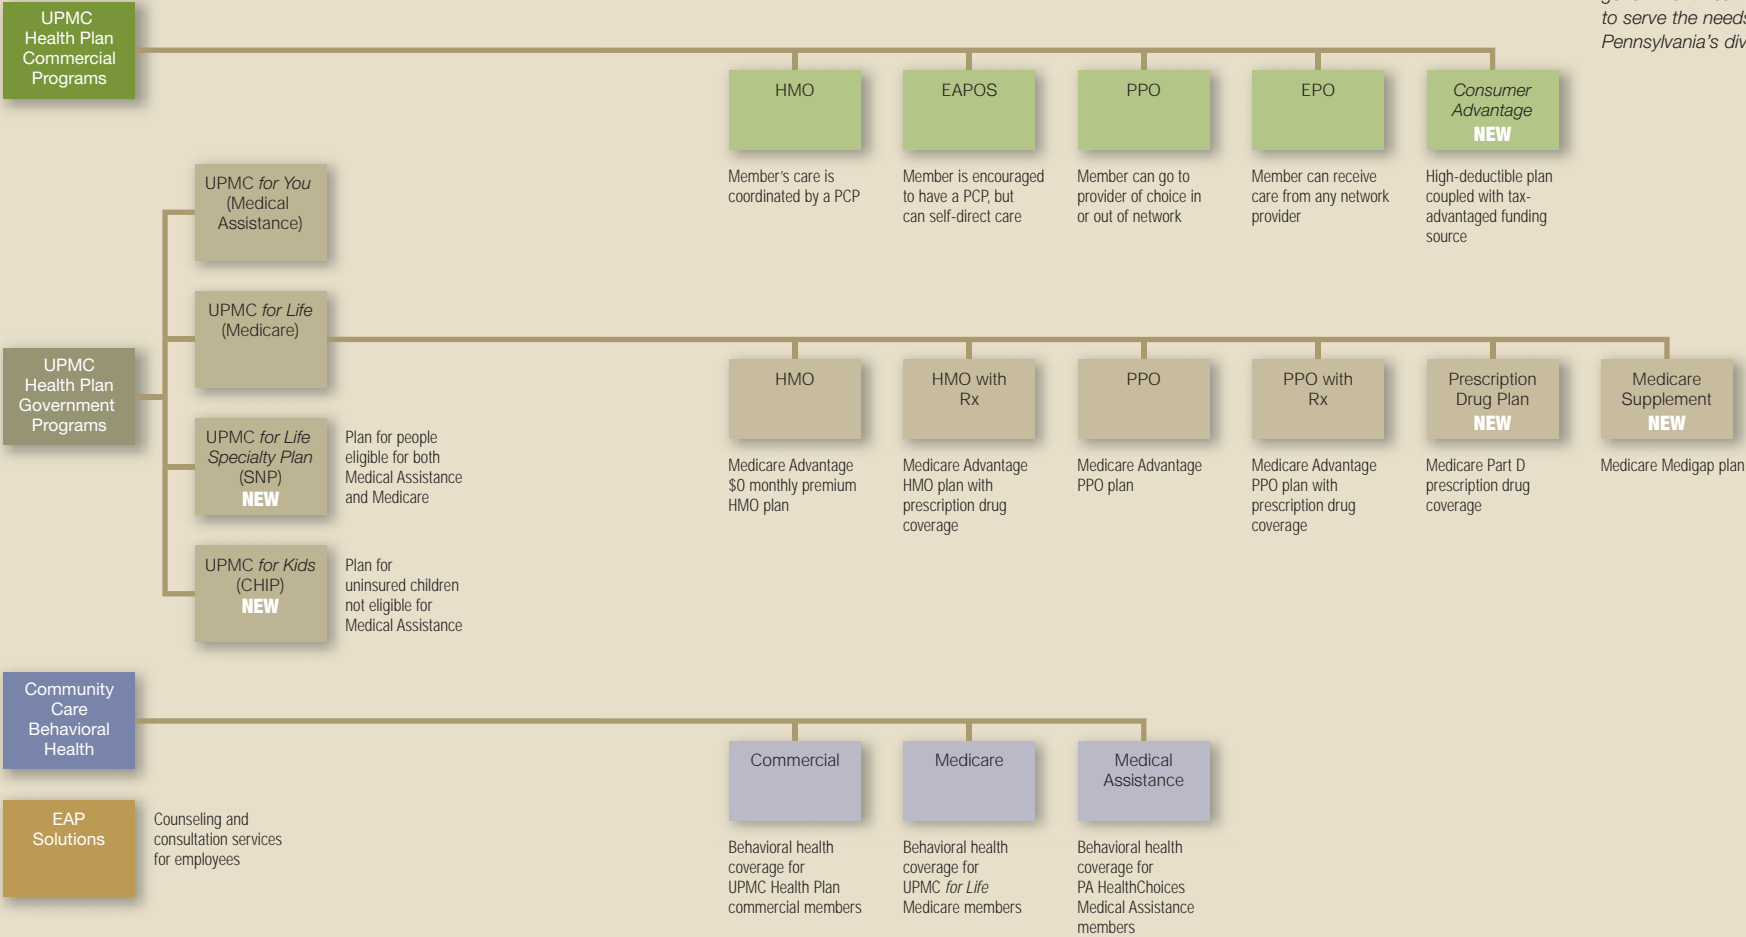 to serve the needs
Pennsylvania's div
UPMC
Health Plan
Commercial
Programs
HMO
Member's care is
coordinated by a PCP
EAPOS
Member is encouraged
to have a PCP, but
can self-direct care
PPO
Member can go to
provider of choice in
or out of network
EPO
Member can receive
care from any network
provider
Consumer
Advantage
NEW
High-deductible plan
coupled with tax-
advantaged funding
source
UPMC
Health Plan
Government
Programs
UPMC for You
(Medical
Assistance)
UPMC for Life
(Medicare)
HMO
Medicare Advantage
$0 monthly premium
HMO plan
HMO with
Rx
Medicare Advantage
HMO plan with
prescription drug
coverage
PPO
Medicare Advantage
PPO plan
PPO with
Rx
Medicare Advantage
PPO plan with
prescription drug
coverage
Prescription
Drug Plan
NEW
Medicare Part D
prescription drug
coverage
Medicare
Supplement
NEW
Medicare Medigap plan
UPMC for Life
Specialty Plan
(SNP)
NEW
Plan for people
eligible for both
Medical Assistance
and Medicare
UPMC for Kids
(CHIP)
NEW
Plan for
uninsured children
not eligible for
Medical Assistance
Community
Care
Behavioral
Health
Commercial
Behavioral health
coverage for
UPMC Health Plan
commercial members
Medicare
Behavioral health
coverage for
UPMC for Life
Medicare members
Medical
Assistance
Behavioral health
coverage for
PA HealthChoices
Medical Assistance
members
EAP
Solutions
Counseling and
consultation services
for employees